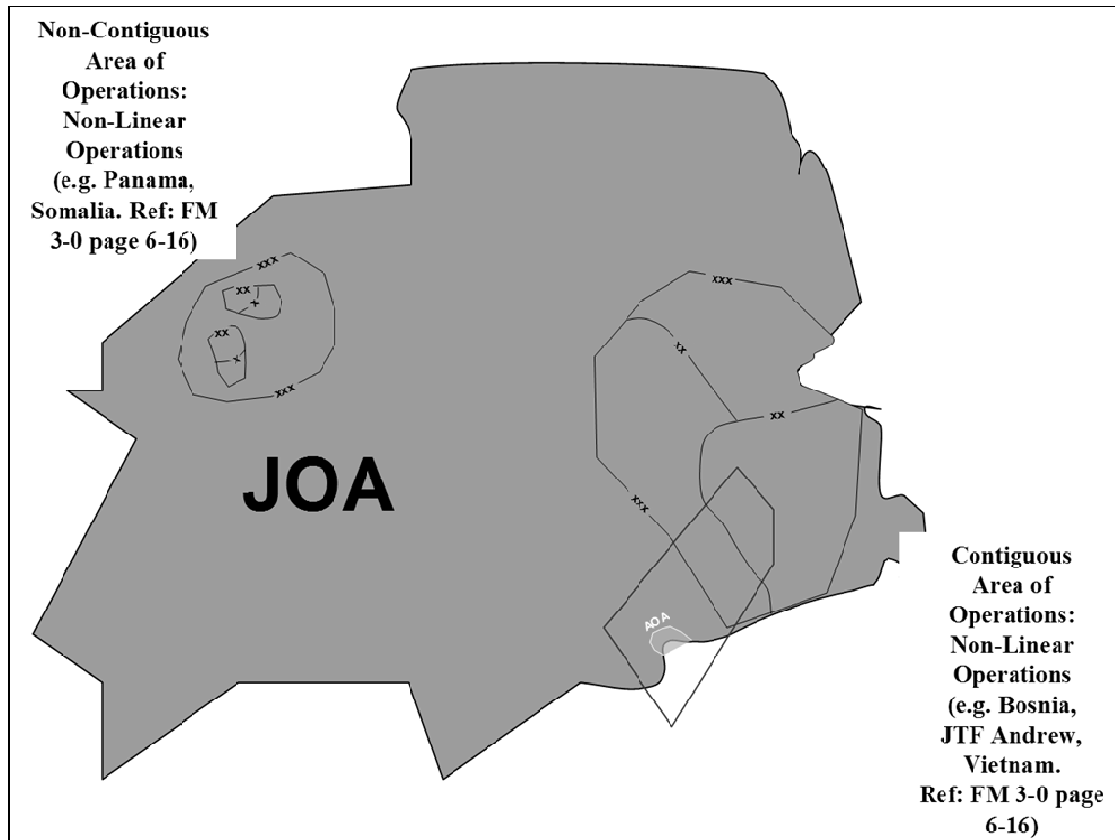 Non-Contiguous
Area of
Operations:
Non-Linear
Operations
(e.g. Panama,
Somalia. Ref: FM
3-0 page 6-16)
xxx
xx
x
xx
x
xxx
xxx
xx
xx
xxx
JOA
AOA
Contiguous
Area of
Operations:
Non-Linear
Operations
(e.g. Bosnia,
JTF Andrew,
Vietnam.
Ref: FM 3-0 page
6-16)